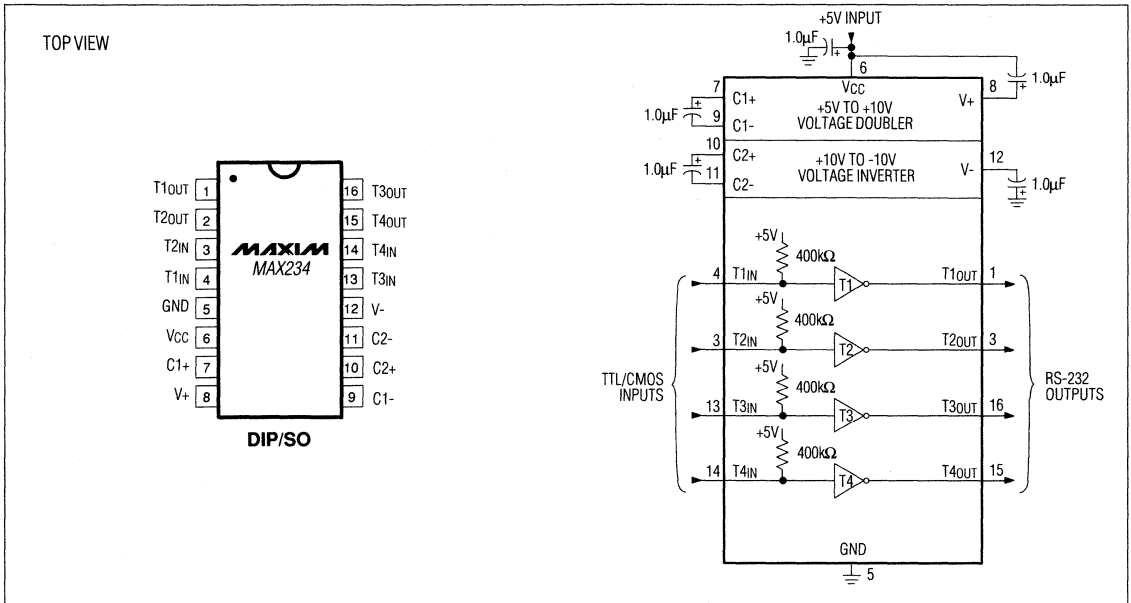 TOP VIEW
T1OUT 1
T2OUT 2
T2IN 3
T1IN 4
GND 5
VCC 6
C1+ 7
V+ 8
16 T3OUT
15 T4OUT
14 T4IN
13 T3IN
12 V-
11 C2-
10 C2+
9 C1-
MAXIM
MAX234
DIP/SO
+5V INPUT
1.0µF
+
6
VCC
+5V TO +10V
VOLTAGE DOUBLER
7
C1+
1.0µF
+
9
C1-
8
V+
1.0µF
+
10
C2+
1.0µF
+
11
C2-
+10V TO -10V
VOLTAGE INVERTER
12
V-
1.0µF
+
+5V
400kΩ
4 T1IN T1 T1OUT 1
+5V
400kΩ
3 T2IN T2 T2OUT 3
+5V
400kΩ
13 T3IN T3 T3OUT 16
+5V
400kΩ
14 T4IN T4 T4OUT 15
TTL/CMOS
INPUTS
RS-232
OUTPUTS
GND
5